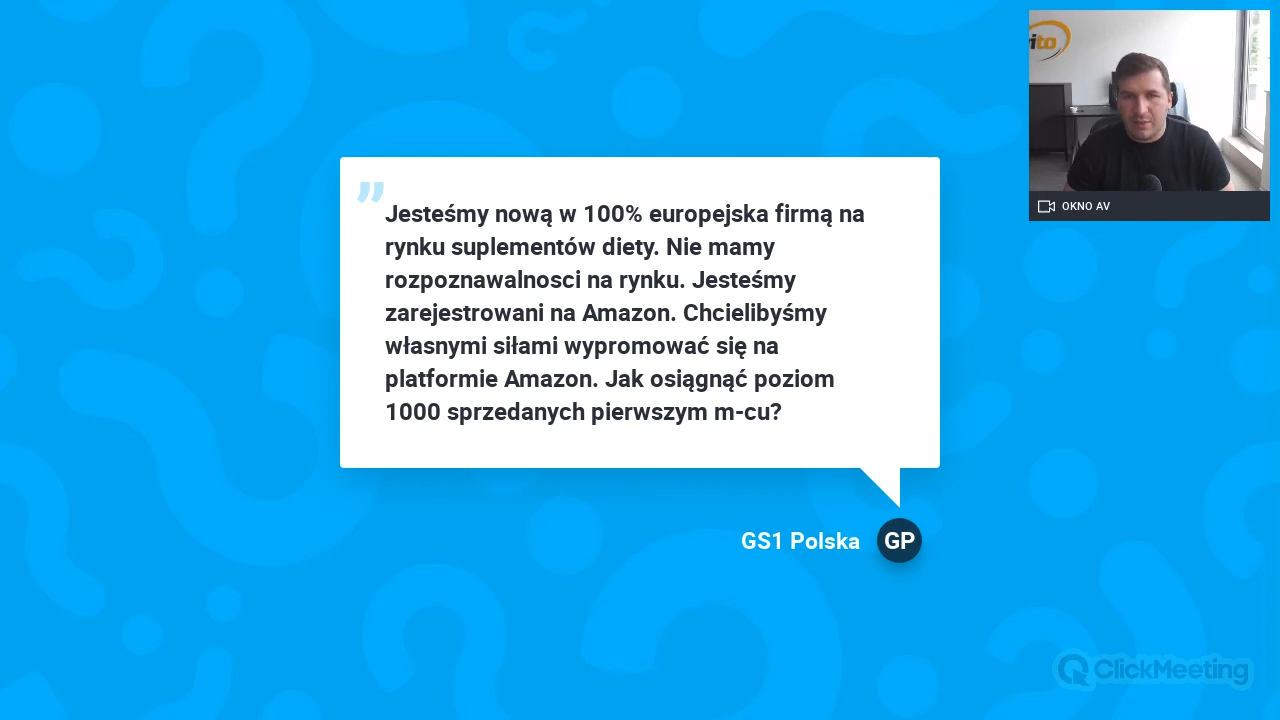 ito
OKNO AV
”
Jesteśmy nową w 100% europejska firmą na
rynku suplementów diety. Nie mamy
rozpoznawalnosci na rynku. Jesteśmy
zarejestrowani na Amazon. Chcielibyśmy
własnymi siłami wypromować się na
platformie Amazon. Jak osiągnąć poziom
1000 sprzedanych pierwszym m-cu?
GS1 Polska GP
ClickMeeting